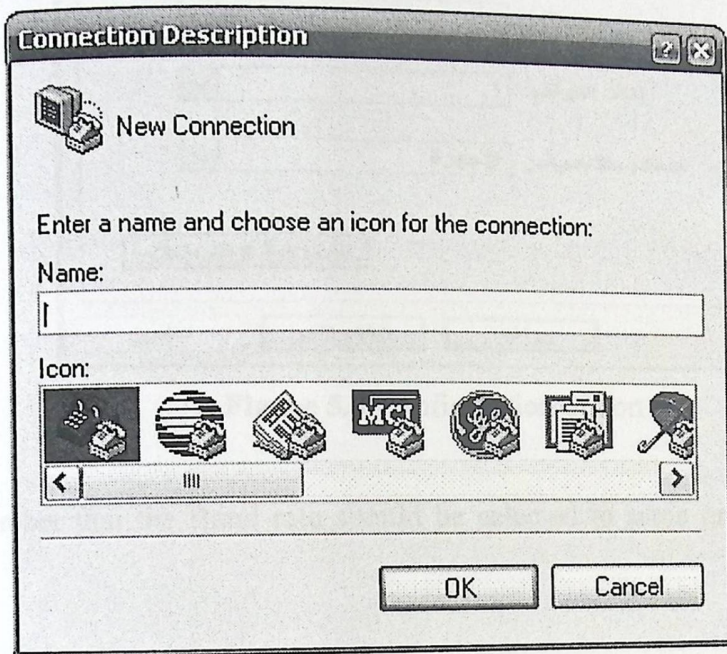 Connection Description
New Connection
Enter a name and choose an icon for the connection:
Name:
Icon:
MCI
OK
Cancel